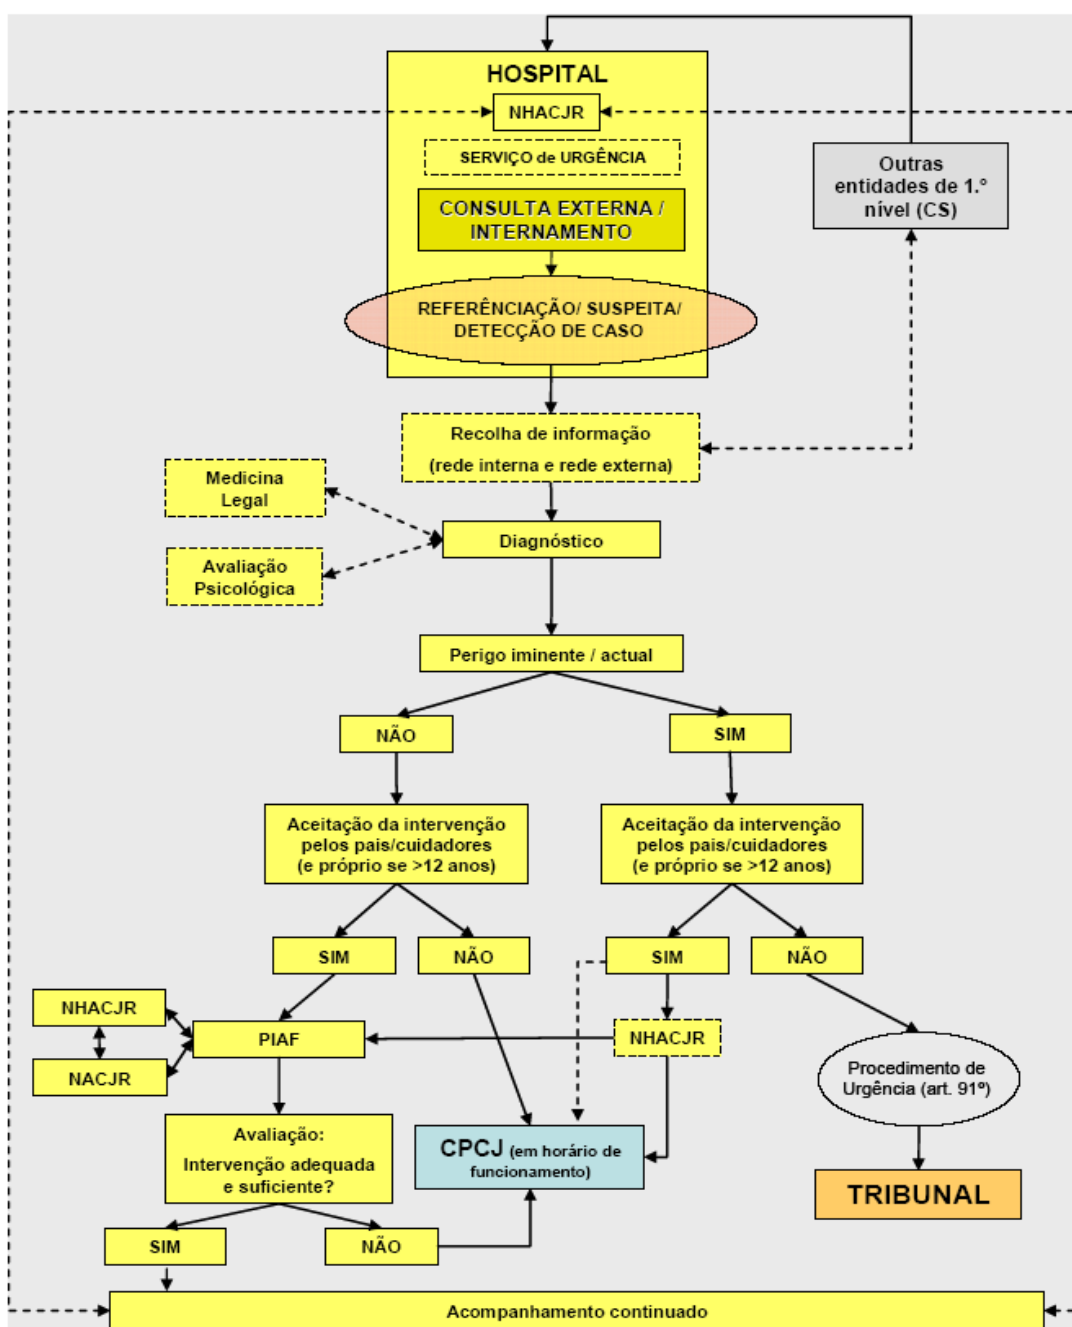 HOSPITAL
NHACJR
SERVIÇO de URGÊNCIA
CONSULTA EXTERNA /
INTERNAMENTO
REFERÊNCIAÇÃO/ SUSPEITA/
DETECÇÃO DE CASO
Outras
entidades de 1.º
nível (CS)
Recolha de informação
(rede interna e rede externa)
Medicina
Legal
Diagnóstico
Avaliação
Psicológica
Perigo iminente / actual
NÃO
SIM
Aceitação da intervenção
pelos pais/cuidadores
(e próprio se >12 anos)
Aceitação da intervenção
pelos pais/cuidadores
(e próprio se >12 anos)
SIM
NÃO
SIM
NÃO
NHACJR
NACJR
PIAF
NHACJR
Procedimento de
Urgência (art. 91º)
Avaliação:
Intervenção adequada
e suficiente?
CPCJ (em horário de
funcionamento)
TRIBUNAL
SIM
NÃO
Acompanhamento continuado